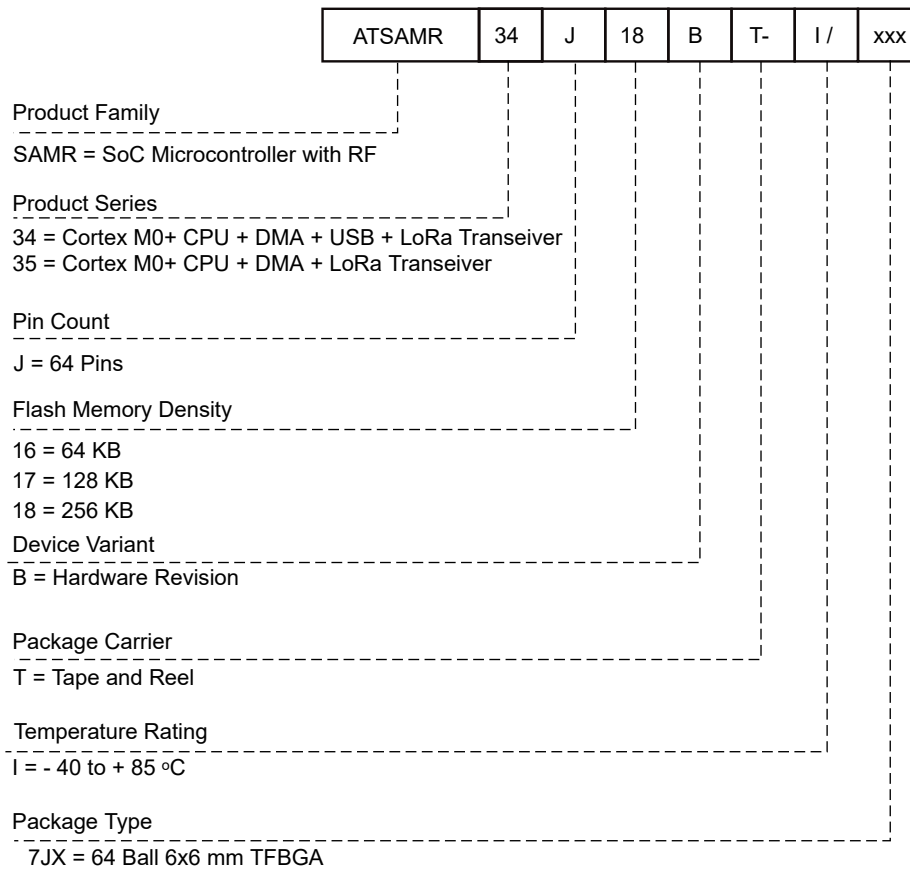 ATSAMR 34 J 18 B T- I / xxx
Product Family
SAMR = SoC Microcontroller with RF
Product Series
34 = Cortex M0+ CPU + DMA + USB + LoRa Transeiver
35 = Cortex M0+ CPU + DMA + LoRa Transeiver
Pin Count
J = 64 Pins
Flash Memory Density
16 = 64 KB
17 = 128 KB
18 = 256 KB
Device Variant
B = Hardware Revision
Package Carrier
T = Tape and Reel
Temperature Rating
I = - 40 to + 85 ºC
Package Type
7JX = 64 Ball 6x6 mm TFBGA